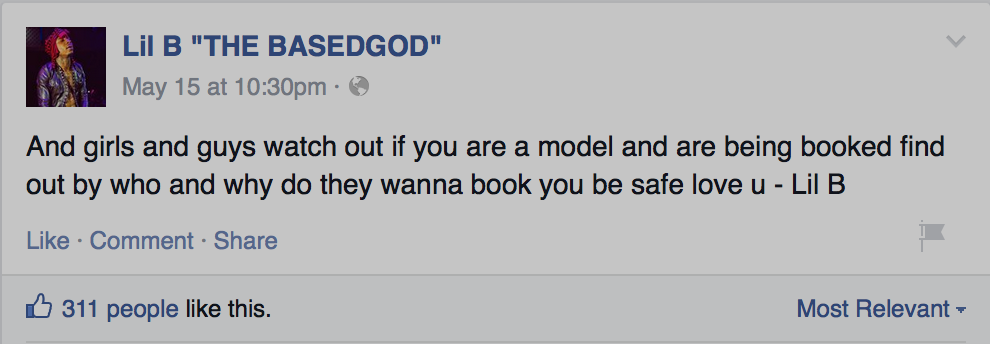 Lil B "THE BASEDGOD"
May 15 at 10:30pm ·
And girls and guys watch out if you are a model and are being booked find
out by who and why do they wanna book you be safe love u - Lil B
Like · Comment · Share
311 people like this.
Most Relevant